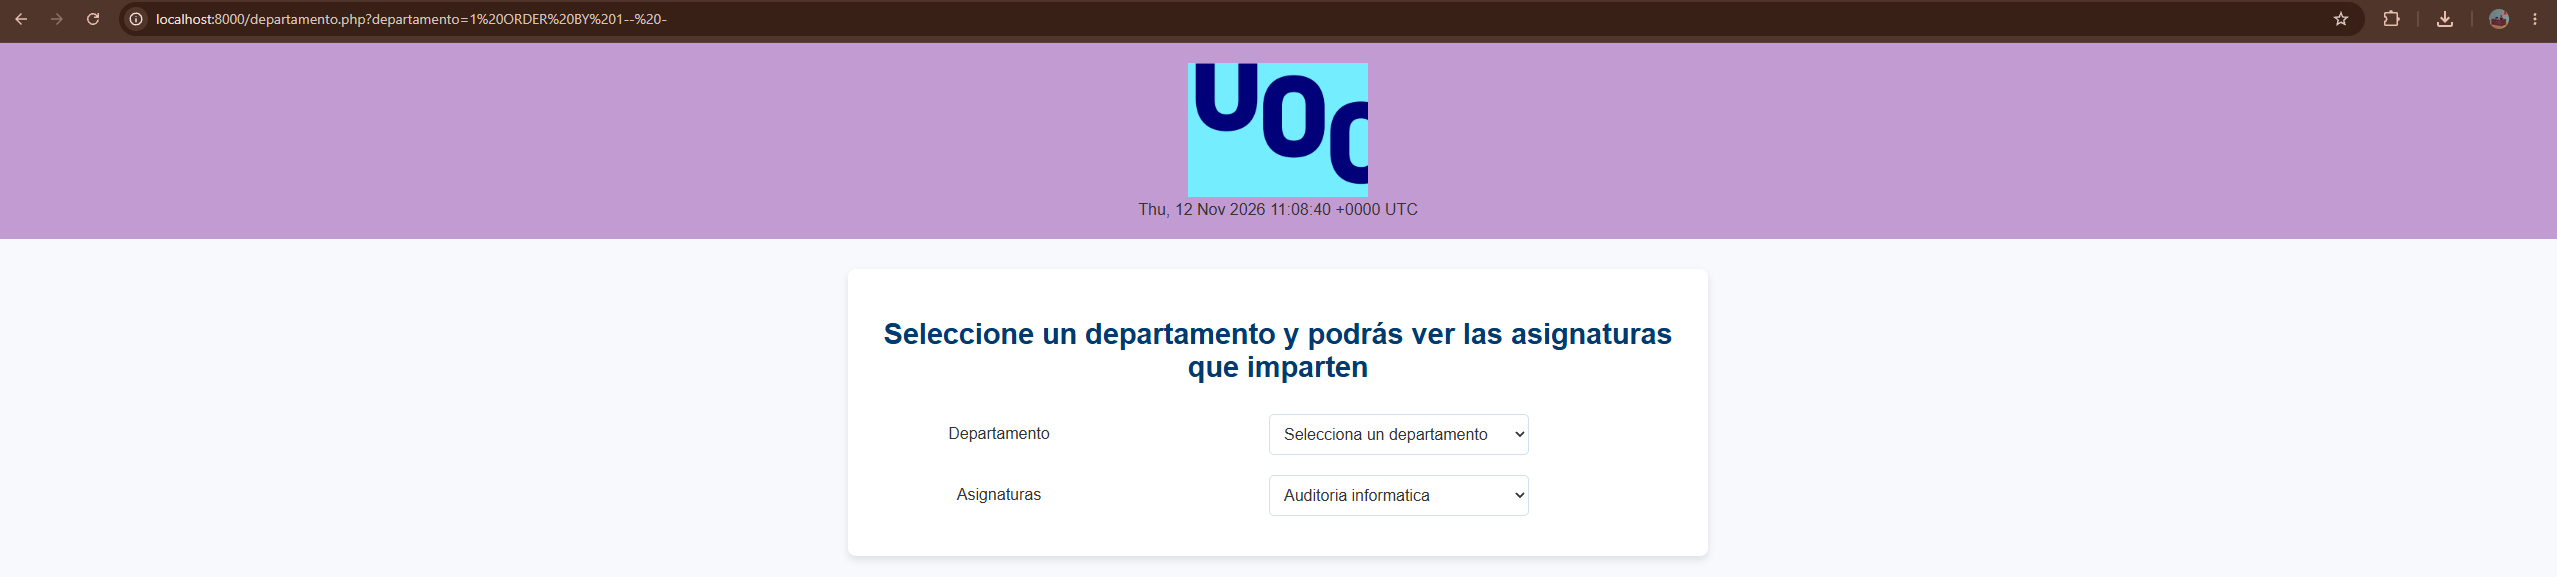 localhost:8000/departamento.php?departamento=1%20ORDER%20BY%201--%20-
UOC
Thu, 12 Nov 2026 11:08:40 +0000 UTC
Seleccione un departamento y podrás ver las asignaturas
que imparten
Departamento
Selecciona un departamento
Asignaturas
Auditoria informatica